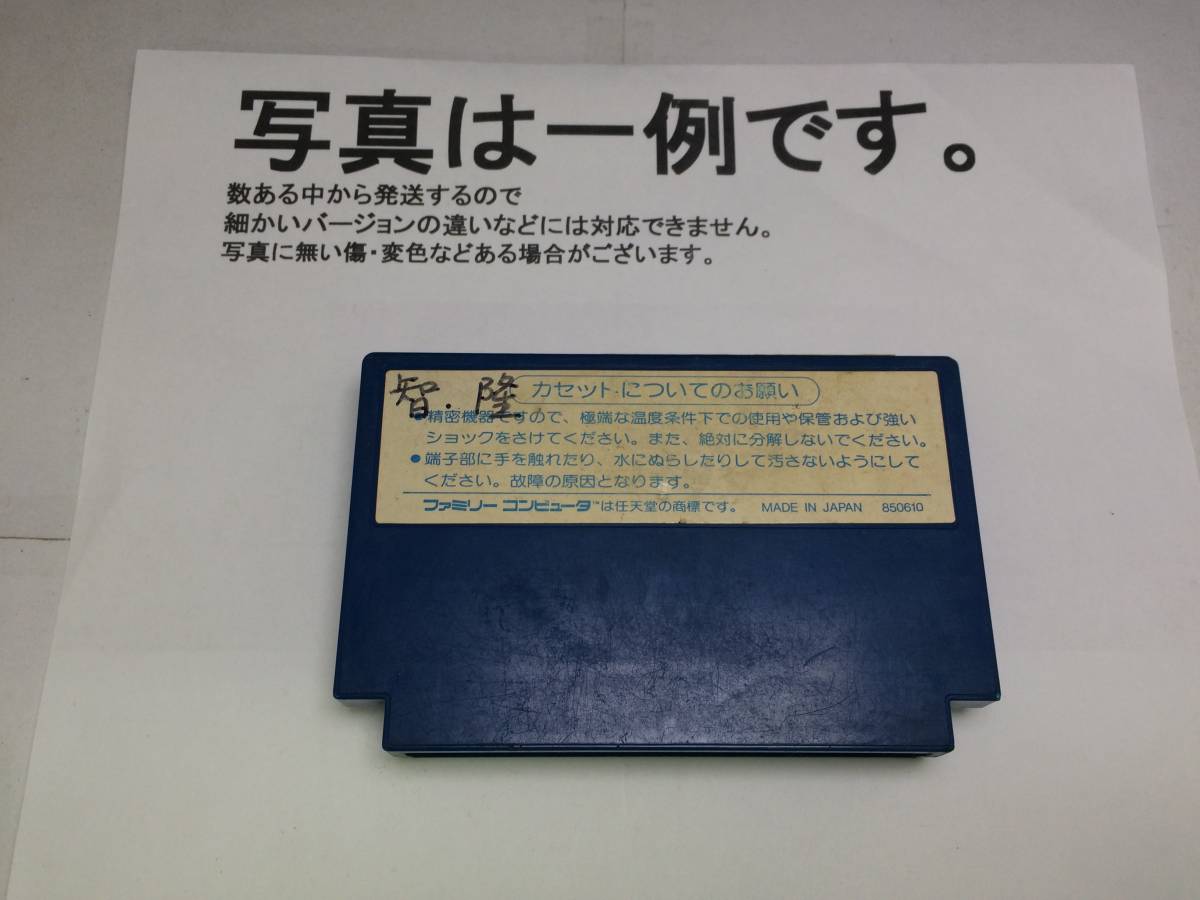 写真は一例です。
数ある中から発送するので
細かいバージョンの違いなどには対応できません。
写真に無い傷・変色などある場合がございます。
智.隆
カセットについてのお願い
●精密機器ですので、極端な温度条件下での使用や保管および強い
ショックをさけてください。また、絶対に分解しないでください。
●端子部に手を触れたり、水にぬらしたりして汚さないようにして
ください。故障の原因となります。
ファミリーコンピュータ™は任天堂の商標です。 MADE IN JAPAN 850610